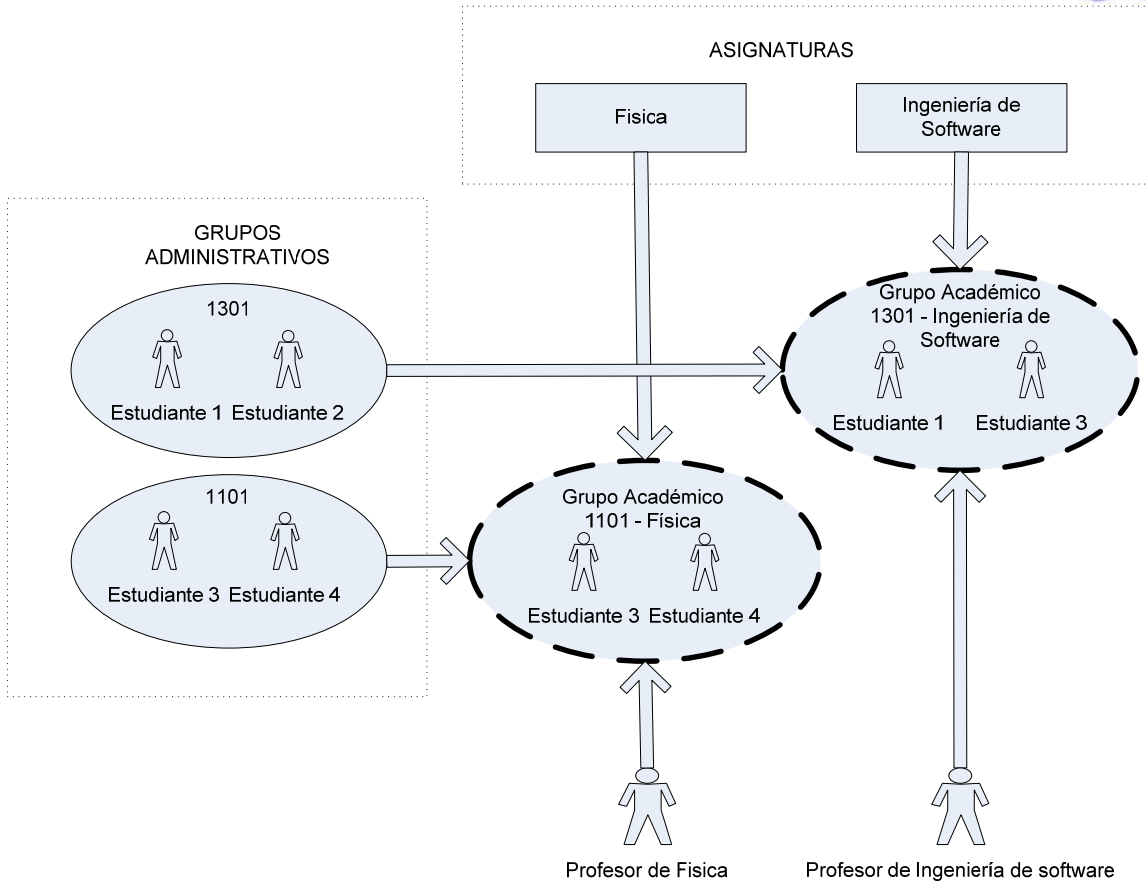 ASIGNATURAS
Fisica
Ingeniería de
Software
GRUPOS
ADMINISTRATIVOS
1301
Estudiante 1 Estudiante 2
1101
Estudiante 3 Estudiante 4
Grupo Académico
1301 - Ingeniería de
Software
Estudiante 1 Estudiante 3
Grupo Académico
1101 - Física
Estudiante 3 Estudiante 4
Profesor de Fisica
Profesor de Ingeniería de software